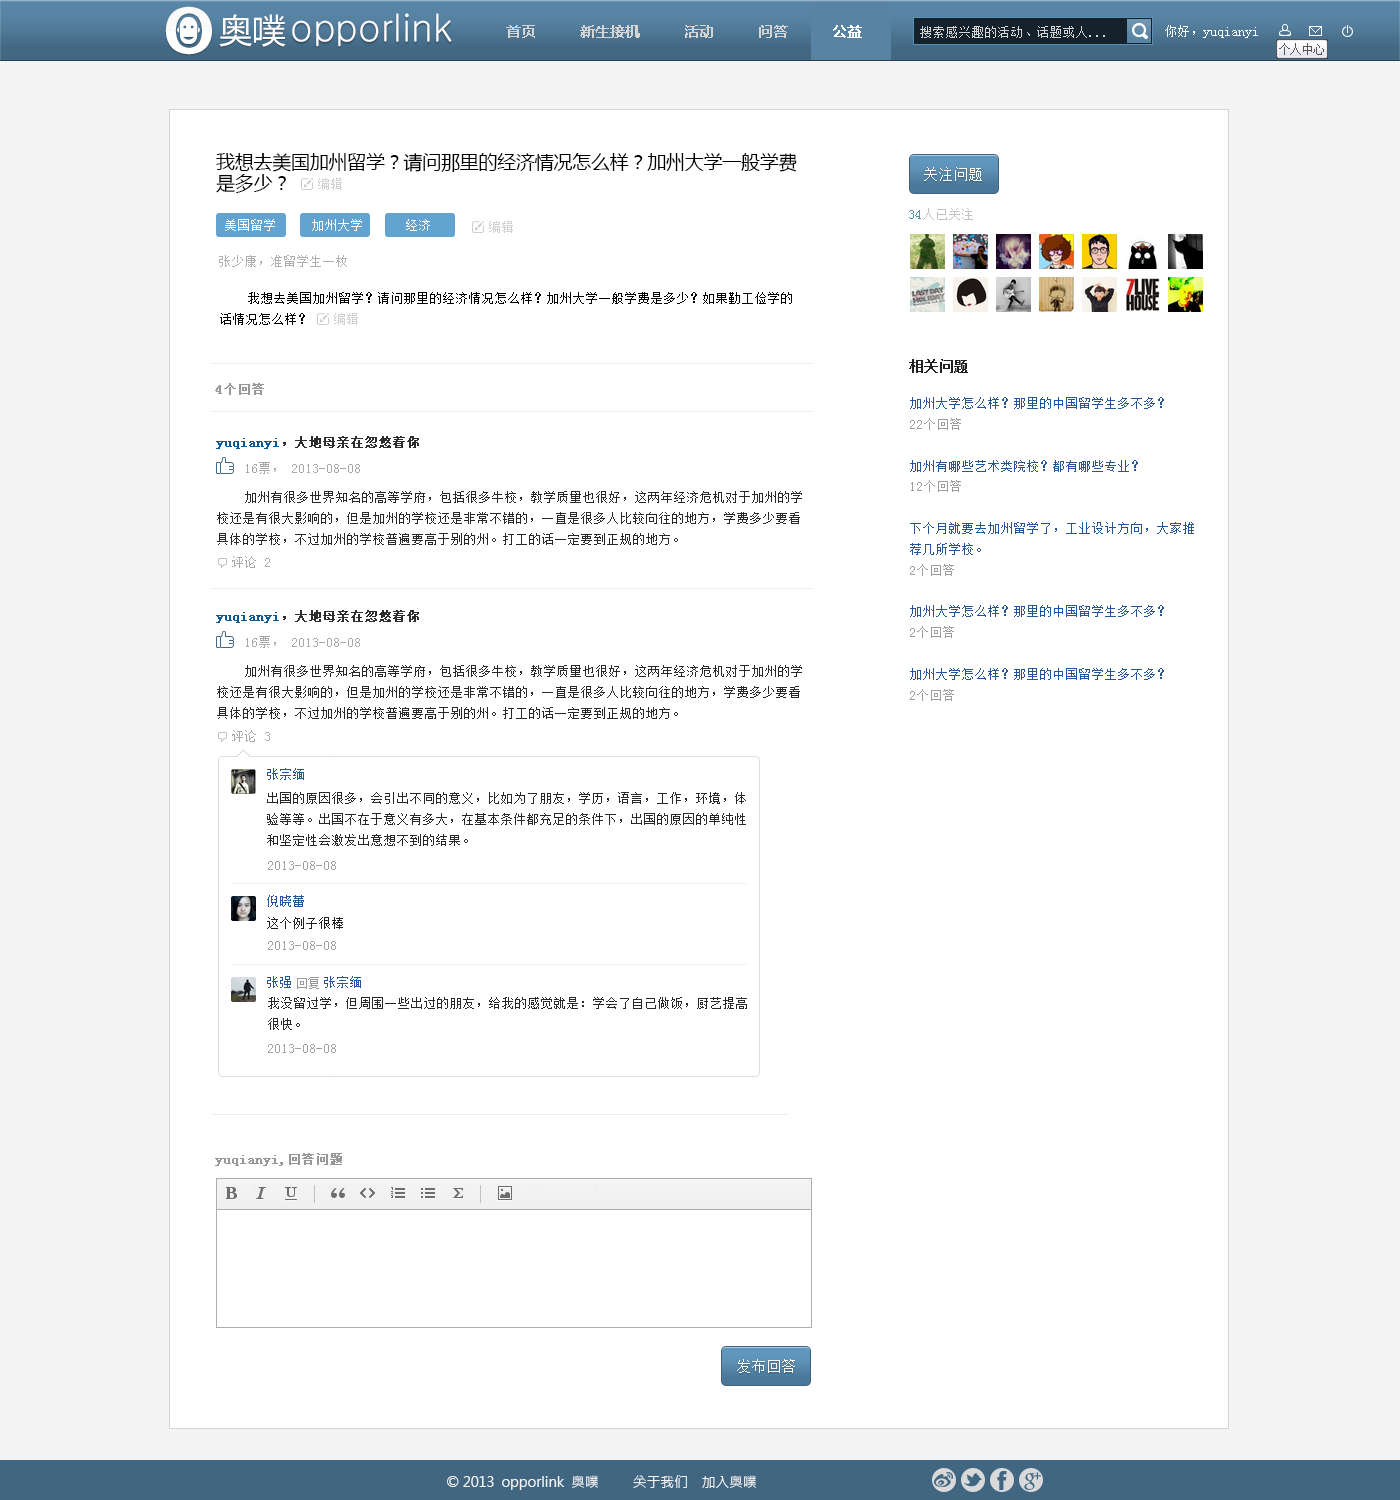 奥噗opporlink
首页 新生接机 活动 问答 公益
搜索感兴趣的活动、话题或人...
你好，yuqianyi
个人中心
我想去美国加州留学？请问那里的经济情况怎么样？加州大学一般学费
是多少？ 编辑
美国留学 加州大学 经济 编辑
张少康，准留学生一枚
我想去美国加州留学？请问那里的经济情况怎么样？加州大学一般学费是多少？如果勤工俭学的
话情况怎么样？ 编辑
4个回答
yuqianyi，大地母亲在忽悠着你
16票， 2013-08-08
加州有很多世界知名的高等学府，包括很多牛校，教学质量也很好，这两年经济危机对于加州的学
校还是有很大影响的，但是加州的学校还是非常不错的，一直是很多人比较向往的地方，学费多少要看
具体的学校，不过加州的学校普遍要高于别的州。打工的话一定要到正规的地方。
评论 2
yuqianyi，大地母亲在忽悠着你
16票， 2013-08-08
加州有很多世界知名的高等学府，包括很多牛校，教学质量也很好，这两年经济危机对于加州的学
校还是有很大影响的，但是加州的学校还是非常不错的，一直是很多人比较向往的地方，学费多少要看
具体的学校，不过加州的学校普遍要高于别的州。打工的话一定要到正规的地方。
评论 3
张宗缅
出国的原因很多，会引出不同的意义，比如为了朋友，学历，语言，工作，环境，体
验等等。出国不在于意义有多大，在基本条件都充足的条件下，出国的原因的单纯性
和坚定性会激发出意想不到的结果。
2013-08-08
倪晓蕾
这个例子很棒
2013-08-08
张强 回复 张宗缅
我没留过学，但周围一些出过的朋友，给我的感觉就是：学会了自己做饭，厨艺提高
很快。
2013-08-08
yuqianyi,回答问题
B I U Σ
发布回答
关注问题
34人已关注
LAST DAY
HOLIDAY
7LIVE
HOUSE
相关问题
加州大学怎么样？那里的中国留学生多不多？
22个回答
加州有哪些艺术类院校？都有哪些专业？
12个回答
下个月就要去加州留学了，工业设计方向，大家推
荐几所学校。
2个回答
加州大学怎么样？那里的中国留学生多不多？
2个回答
加州大学怎么样？那里的中国留学生多不多？
2个回答
© 2013 opporlink 奥噗 关于我们 加入奥噗